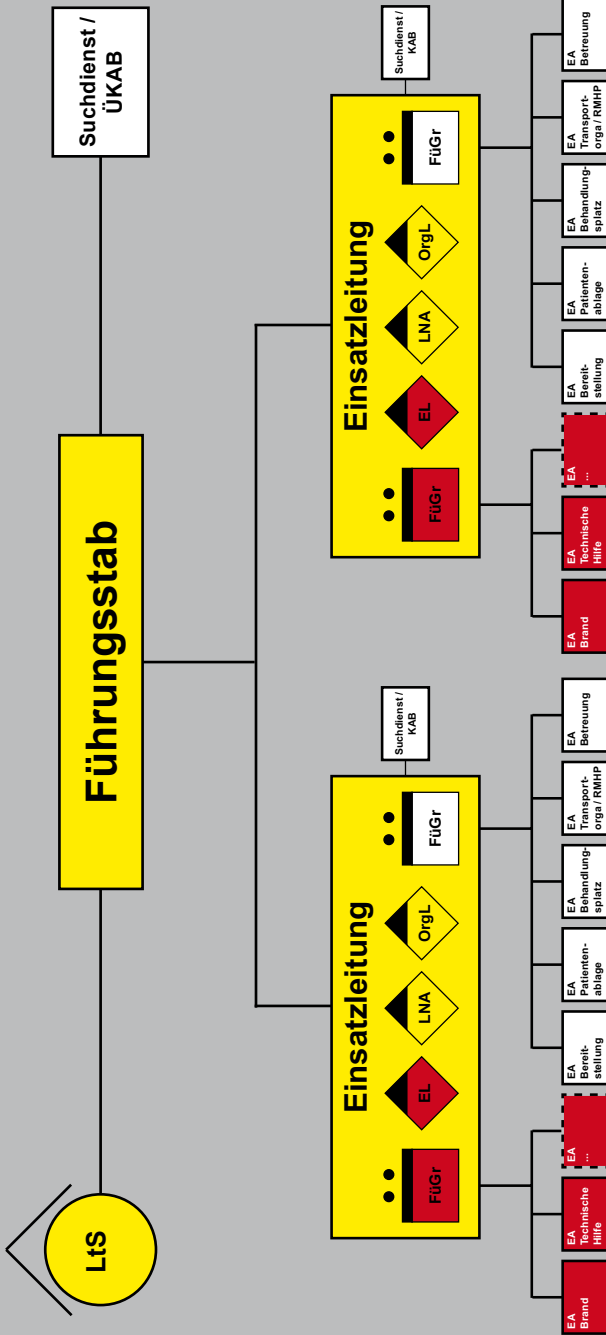 LtS
Führungsstab
Suchdienst /
ÜKAB
Einsatzleitung
FüGr
EL
LNA
OrgL
FüGr
Suchdienst /
KAB
Einsatzleitung
FüGr
EL
LNA
OrgL
FüGr
Suchdienst /
KAB
EA
Brand
EA
Technische
Hilfe
EA
...
EA
Bereit-
stellung
EA
Patienten-
ablage
EA
Behandlung-
splatz
EA
Transport-
orga / RMHP
EA
Betreuung
EA
Brand
EA
Technische
Hilfe
EA
...
EA
Bereit-
stellung
EA
Patienten-
ablage
EA
Behandlung-
splatz
EA
Transport-
orga / RMHP
EA
Betreuung